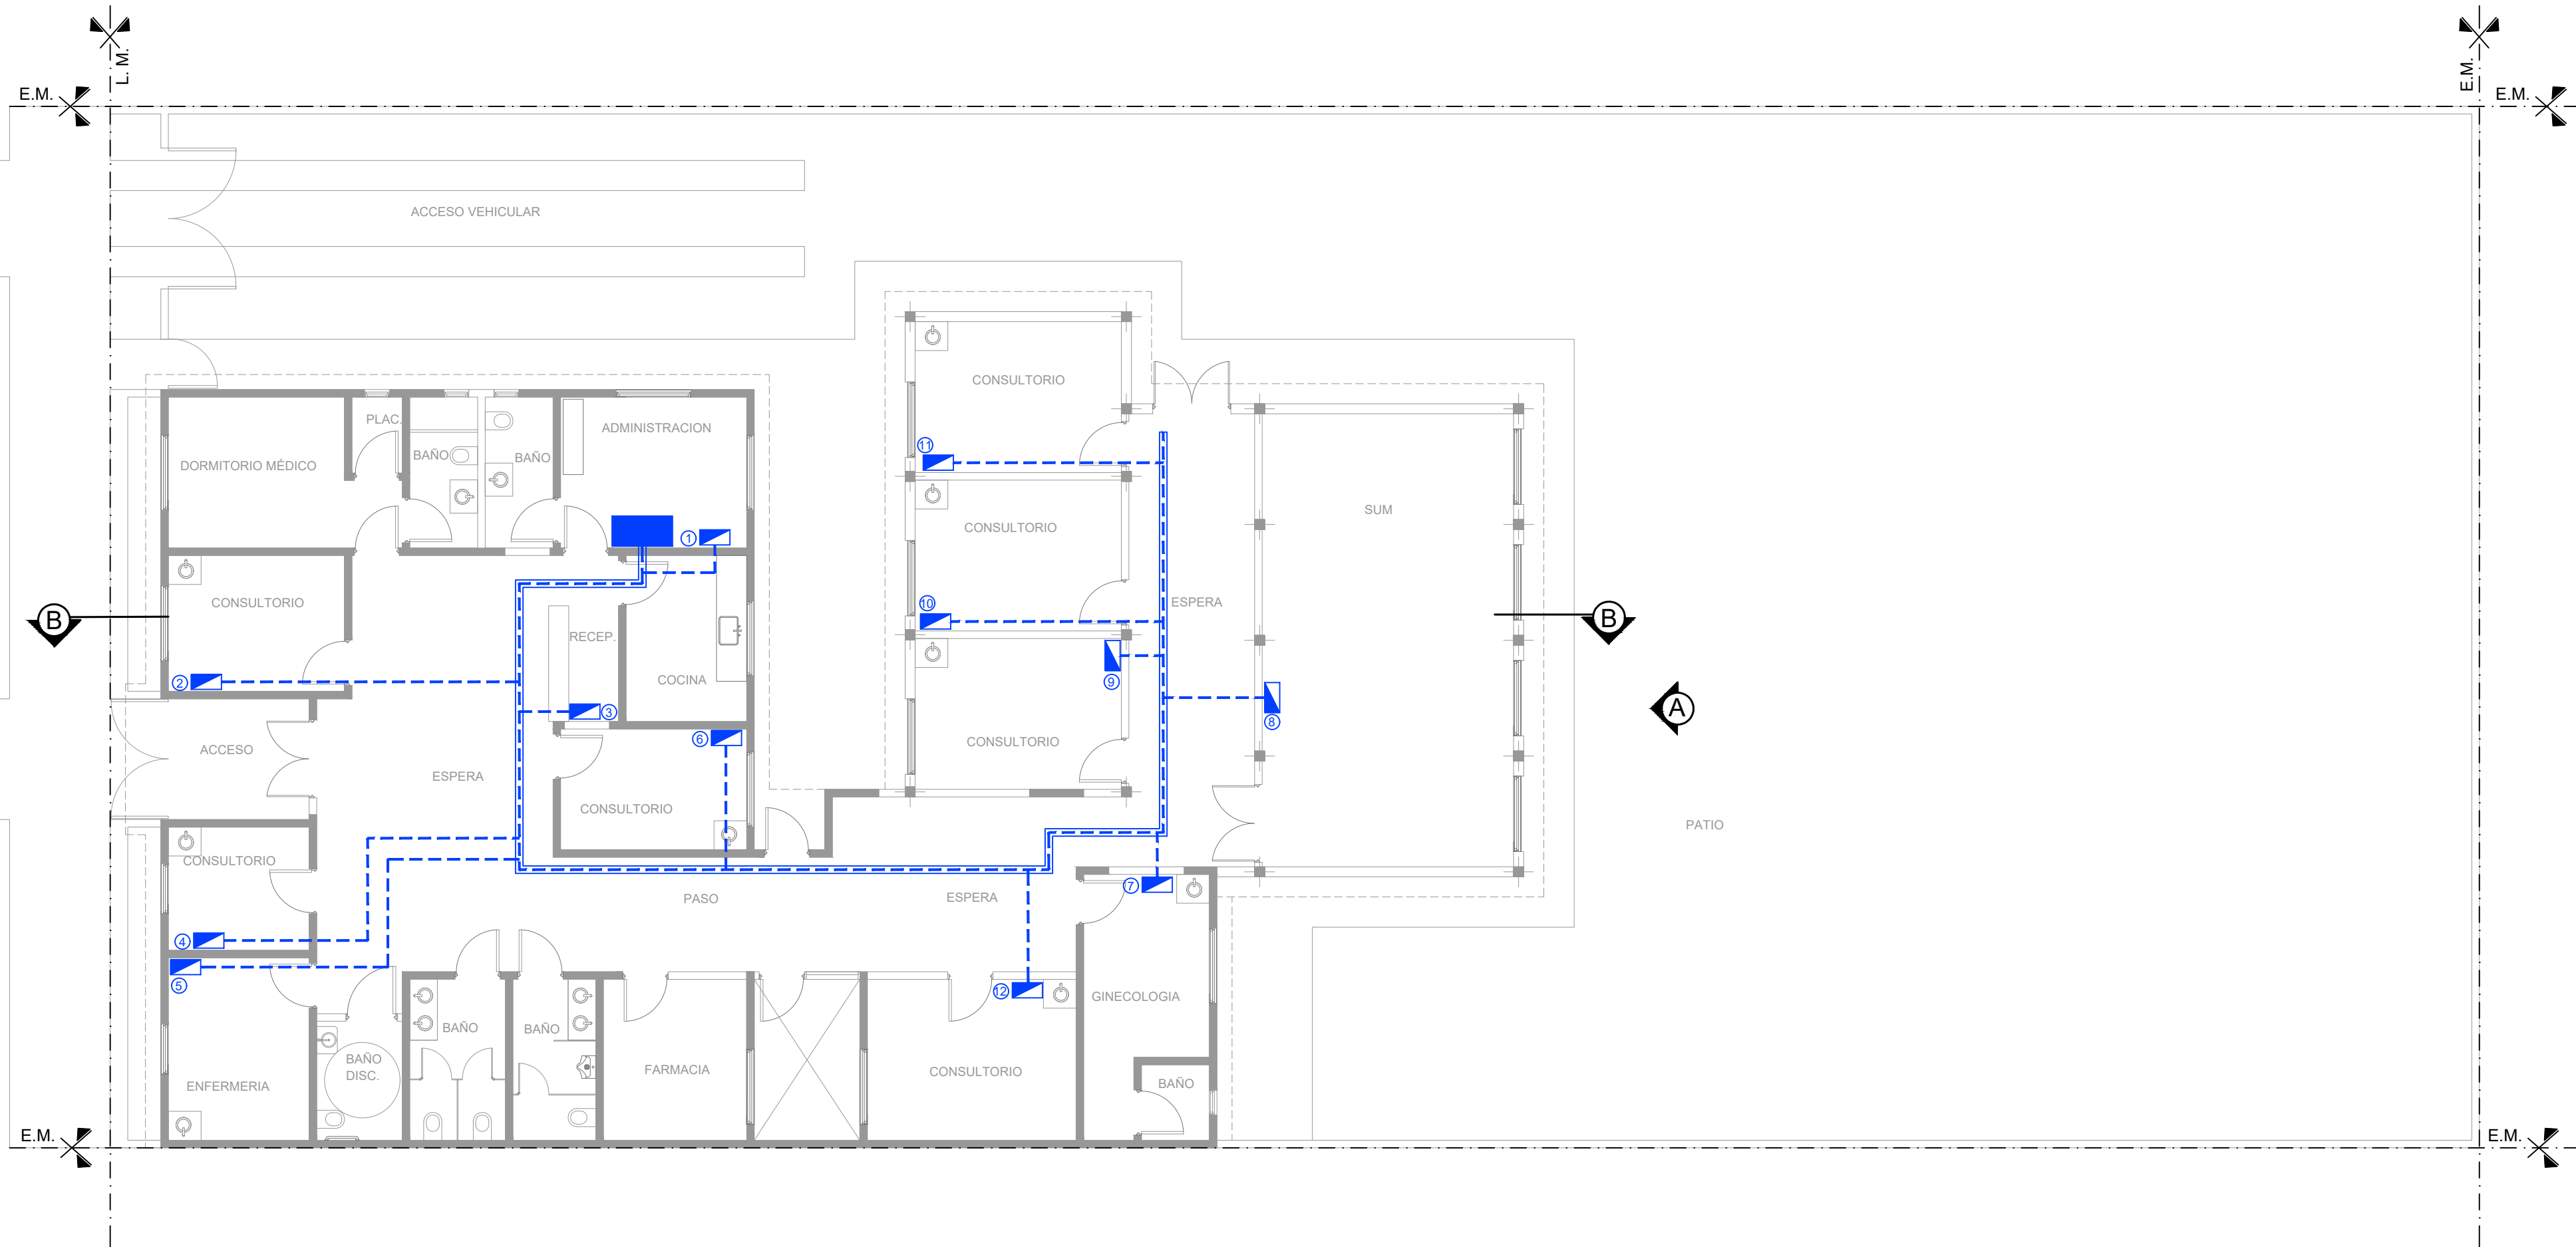 L. M.
E.M.
E.M.
E.M.
ACCESO VEHICULAR
CONSULTORIO
PLAC.
ADMINISTRACION
BAÑO
BAÑO
DORMITORIO MÉDICO
11
SUM
1
CONSULTORIO
CONSULTORIO
10
ESPERA
B
B
RECEP.
COCINA
2
9
3
8
A
6
CONSULTORIO
ACCESO
ESPERA
CONSULTORIO
PATIO
CONSULTORIO
7
PASO
ESPERA
4
5
12
GINECOLOGIA
BAÑO
BAÑO
BAÑO
DISC.
FARMACIA
CONSULTORIO
ENFERMERIA
BAÑO
E.M.
E.M.